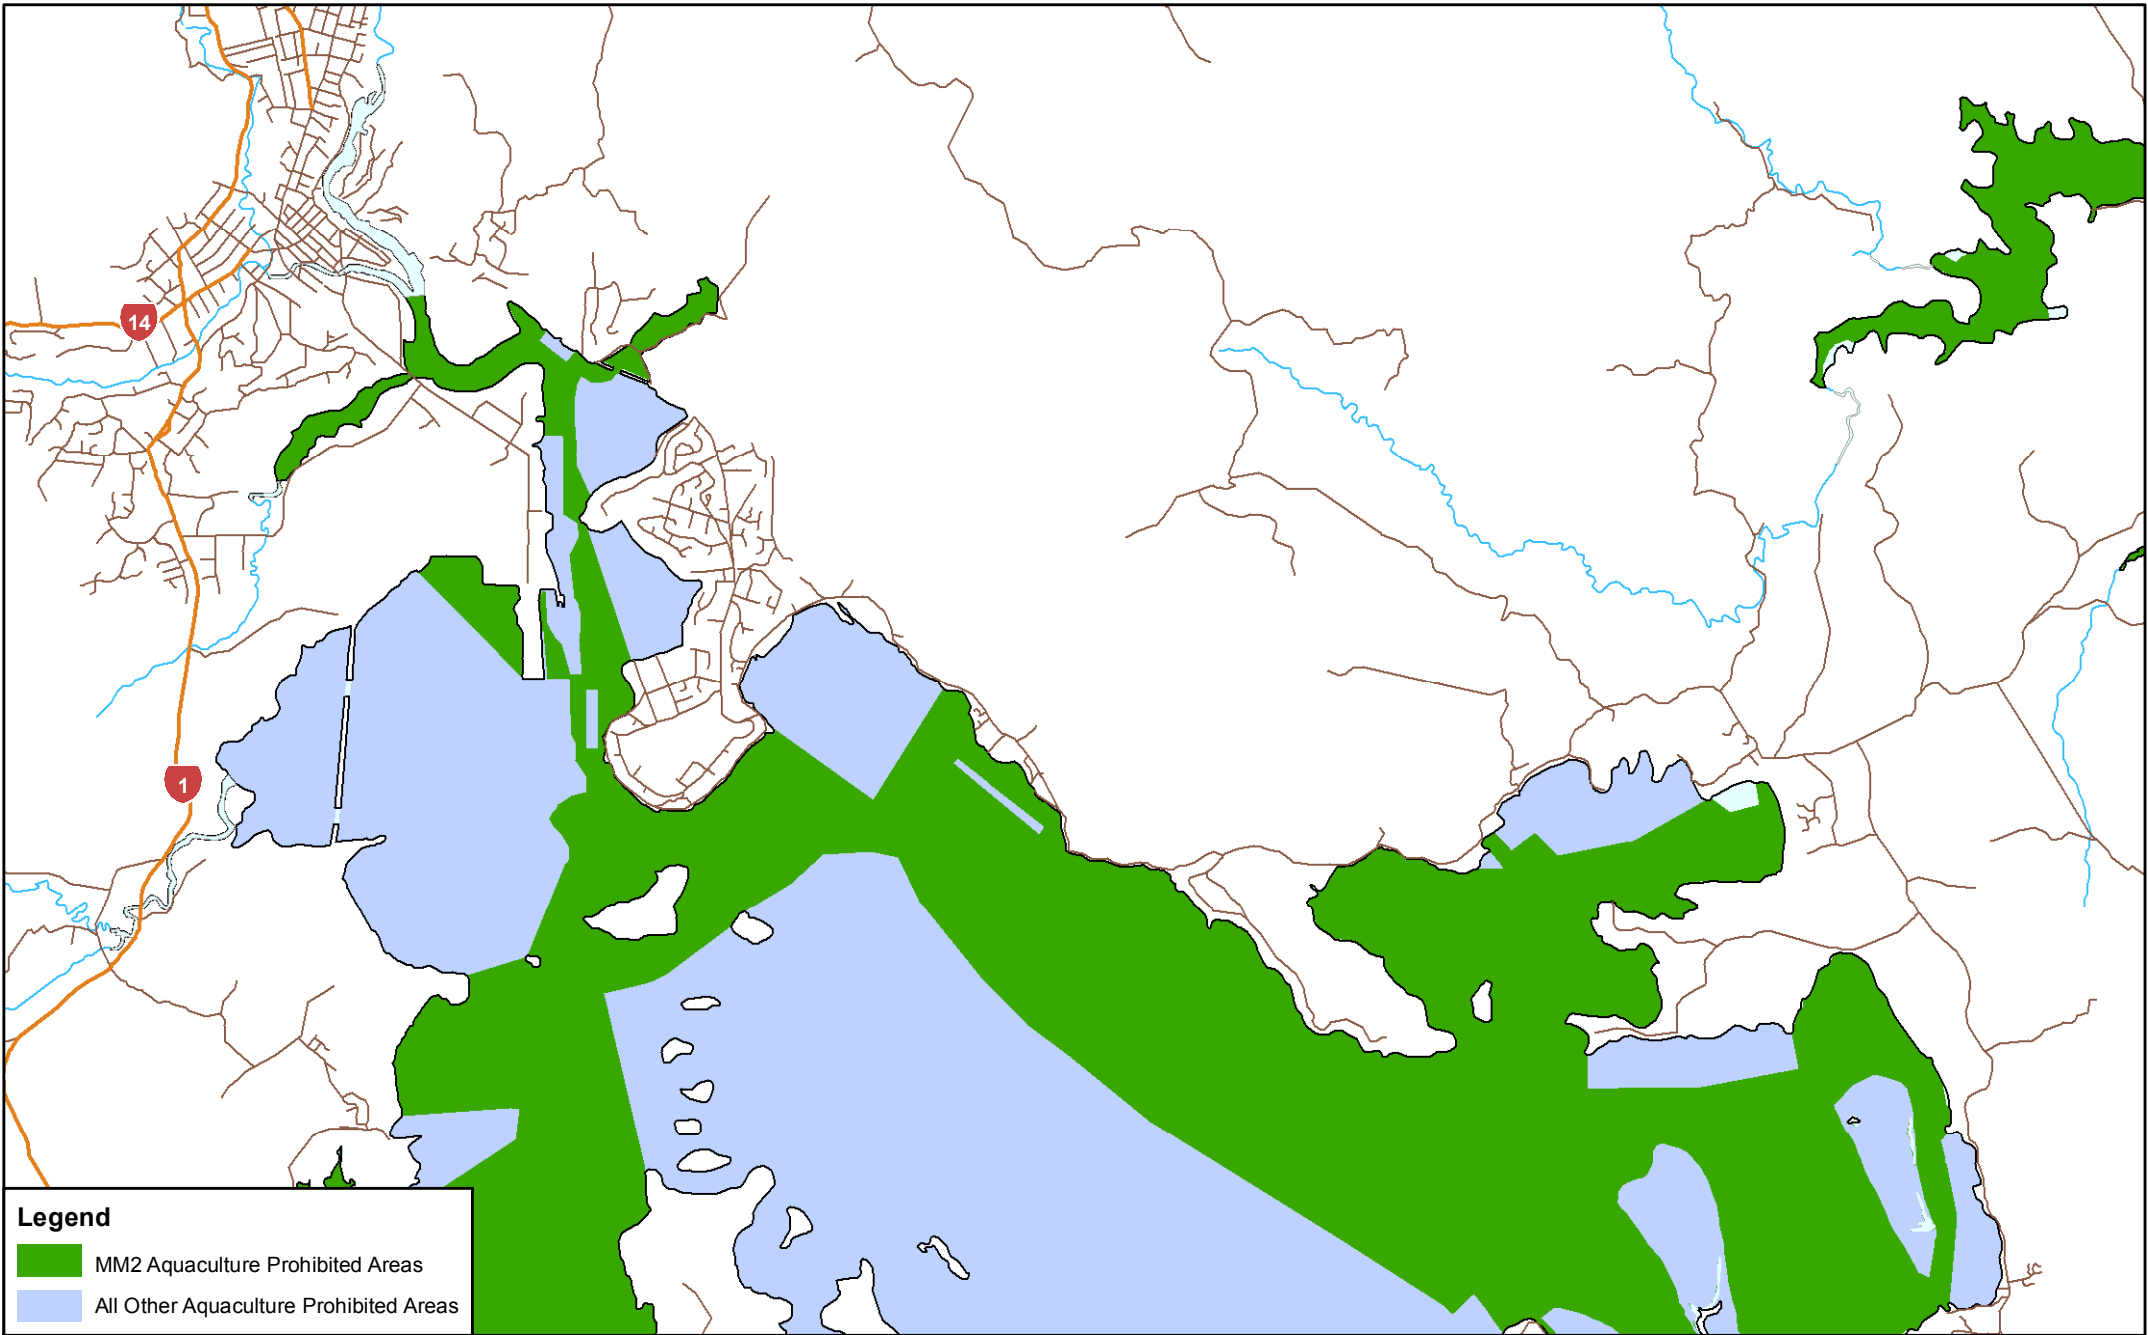 14
1
Legend
MM2 Aquaculture Prohibited Areas
All Other Aquaculture Prohibited Areas